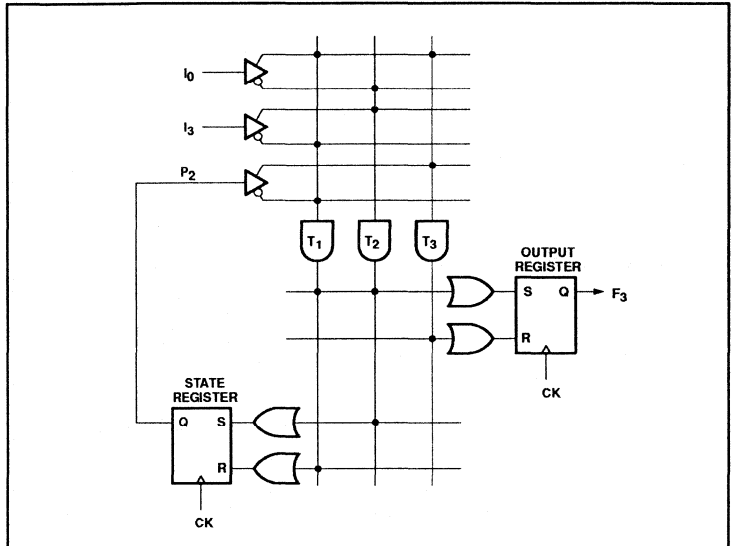 I0
I3
P2
T1 T2 T3
OUTPUT
REGISTER
S Q F3
R
CK
STATE
REGISTER
Q S
R
CK